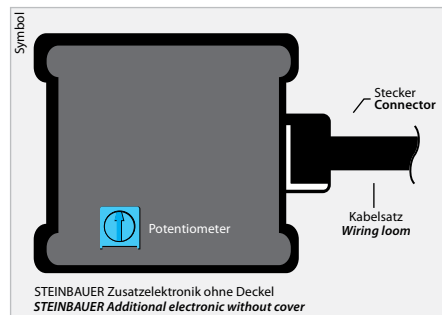 Symbol
Stecker
Connector
Potentiometer
Kabelsatz
Wiring loom
STEINBAUER Zusatzelektronik ohne Deckel
STEINBAUER Additional electronic without cover